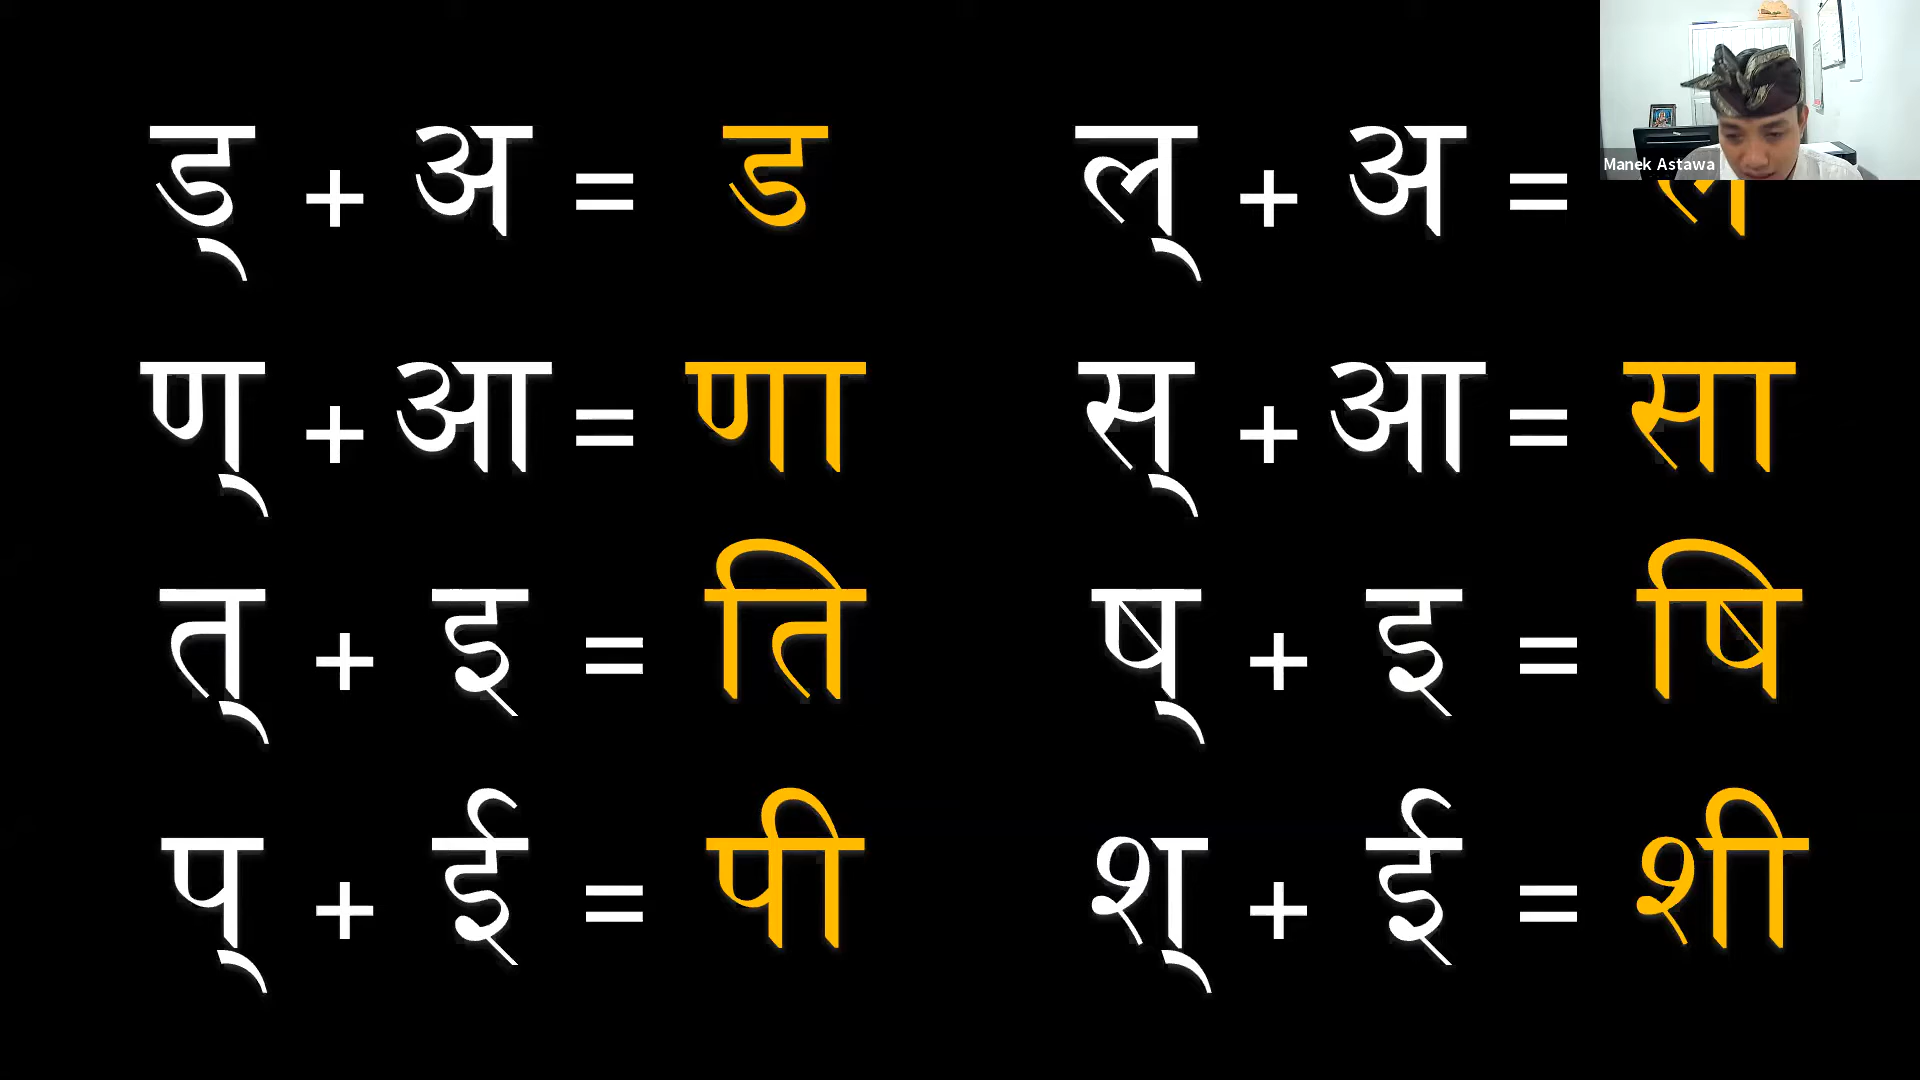 ड् + अ = ड ल् + अ = ल
Manek Astawa
ण् + आ = णा स् + आ = सा
त् + इ = ति ष् + इ = षि
प् + ई = पी श् + ई = शी